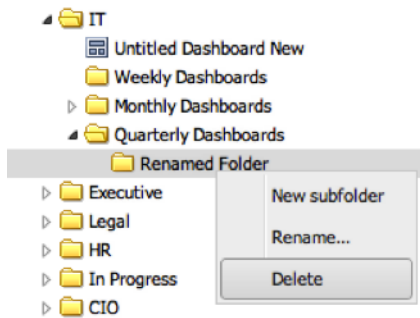 IT
Untitled Dashboard New
Weekly Dashboards
Monthly Dashboards
Quarterly Dashboards
Renamed Folder
Executive
New subfolder
Legal
Rename...
HR
In Progress
Delete
CIO